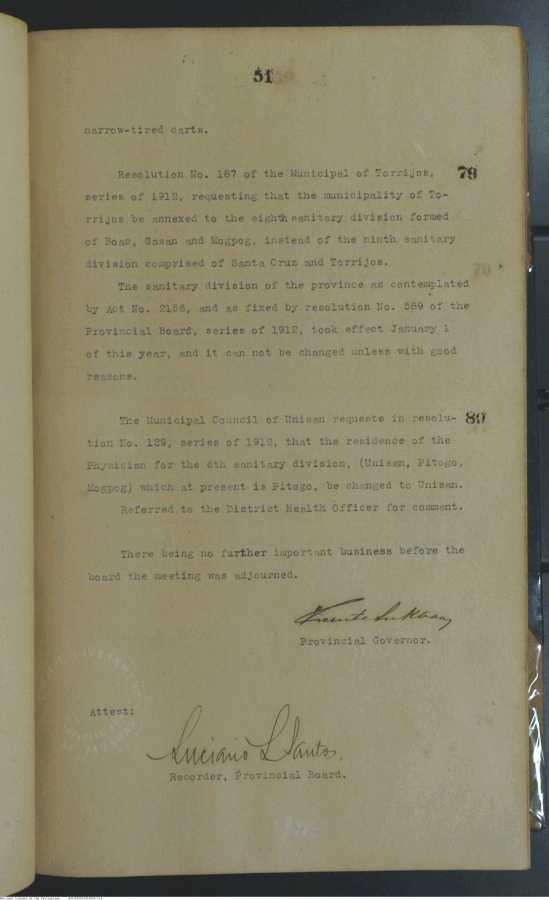 51
narrow-tired carts.
Resolution No. 187 of the Municipal of Torrijos, 79
series of 1912, requesting that the municipality of To-
rrijos be annexed to the eighth sanitary division formed
of Boac, Gasan and Mogpog, instead of the ninth sanitary
division comprised of Santa Cruz and Torrijos.
The sanitary division of the province as contemplated
by Act No. 2156, and as fixed by resolution No. 589 of the
Provincial Board, series of 1912, took effect January 1
of this year, and it can not be changed unless with good
reasons.
The Municipal Council of Unisan requests in resolu- 80
tion No. 129, series of 1912, that the residence of the
Physician for the 6th sanitary division, (Unisan, Pitogo,
Mogpog) which at present is Pitogo, be changed to Unisan.
Referred to the District Health Officer for comment.
There being no further important business before the
board the meeting was adjourned.
Vicente Lukban
Provincial Governor.
Attest:
Luciano L Santos.
Recorder, Provincial Board.